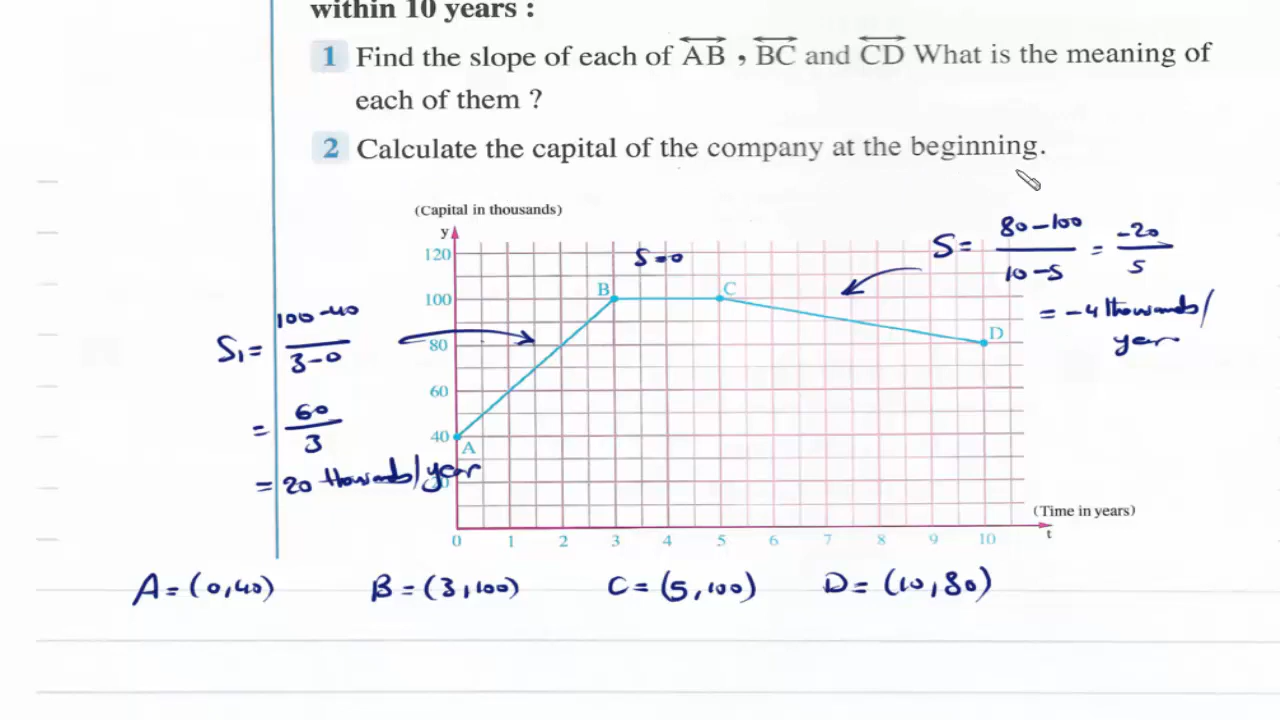 within 10 years :
1 Find the slope of each of AB , BC and CD What is the meaning of
each of them ?
2 Calculate the capital of the company at the beginning.
(Capital in thousands)
y
120
100
80
60
40
20
0 1 2 3 4 5 6 7 8 9 10
t
(Time in years)
A
B
C
D
S=0
S₁ = 100-40 / 3-0
= 60 / 3
= 20 thousands/year
S = 80-100 / 10-5 = -20 / 5
= -4 thousands/
year
A = (0,40) B = (3,100) C = (5,100) D = (10,80)